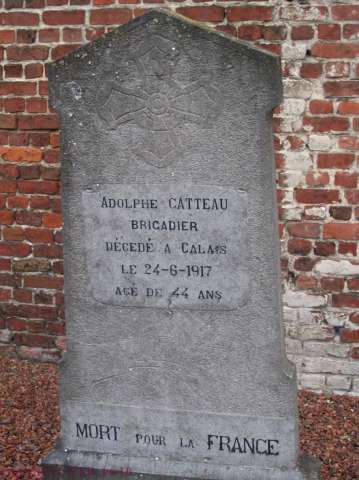 ADOLPHE CATTEAU
BRIGADIER
DÉCÉDÉ A CALAIS
LE 24-6-1917
AGÉ DE 44 ANS
MORT POUR LA FRANCE